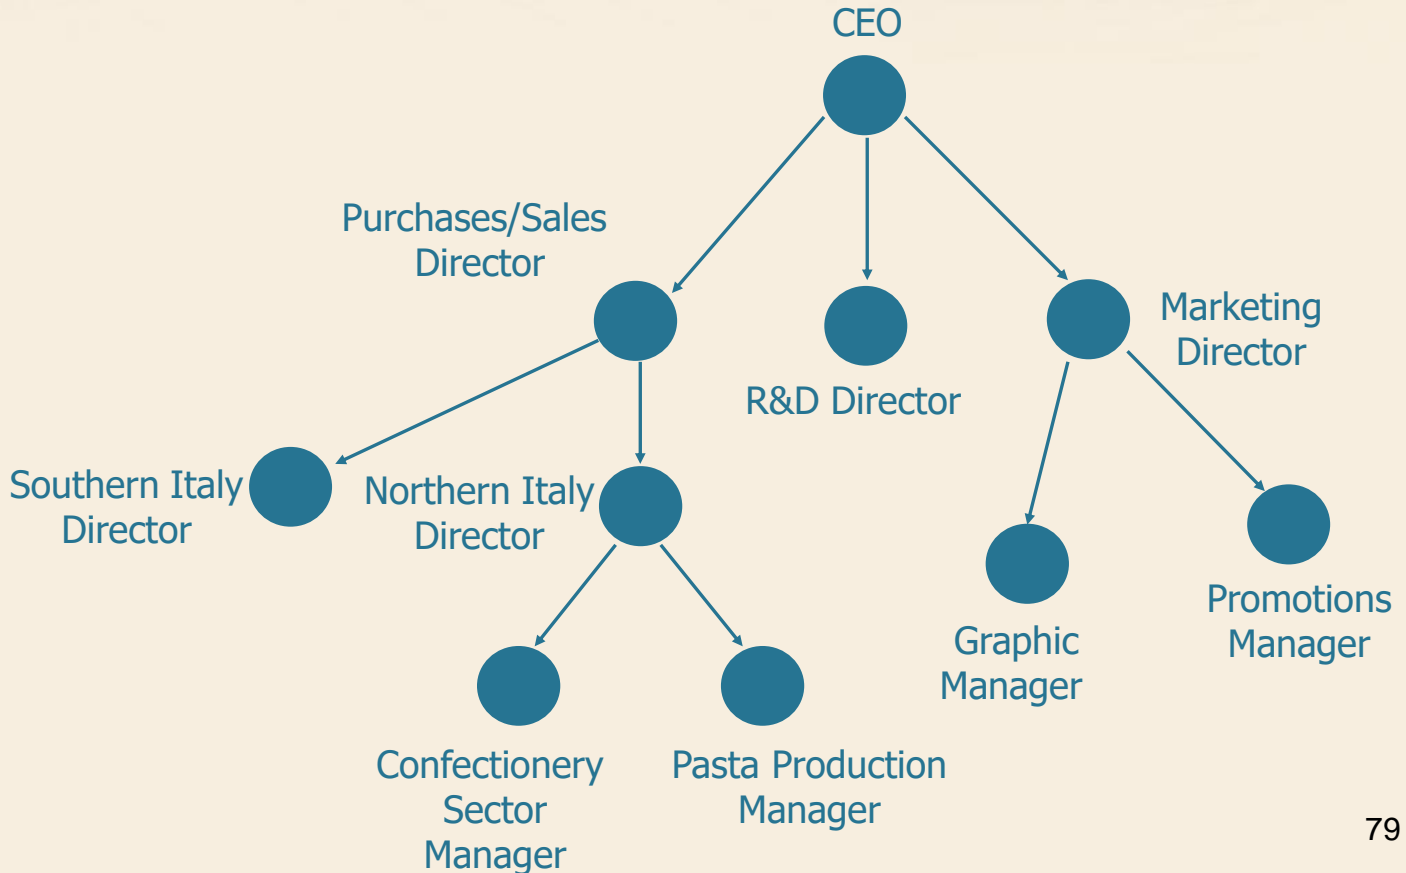 CEO
Purchases/Sales
Director
Marketing
Director
R&D Director
Southern Italy
Director
Northern Italy
Director
Graphic
Manager
Promotions
Manager
Confectionery
Sector
Manager
Pasta Production
Manager
79